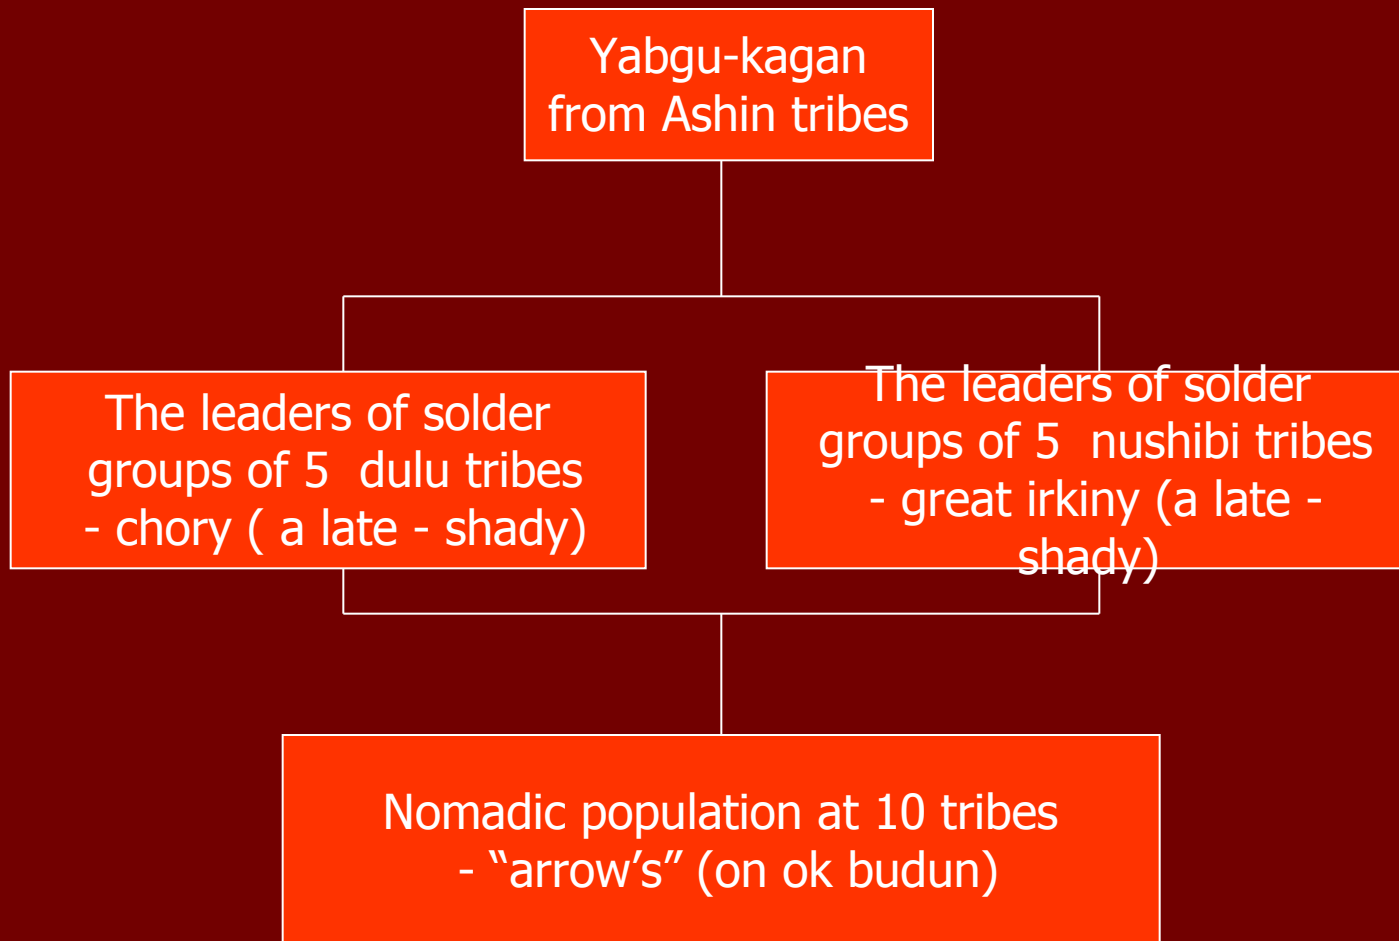 Yabgu-kagan
from Ashin tribes
The leaders of solder
groups of 5 dulu tribes
- chory ( a late - shady)
The leaders of solder
groups of 5 nushibi tribes
- great irkiny (a late -
shady)
Nomadic population at 10 tribes
- “arrow’s” (on ok budun)